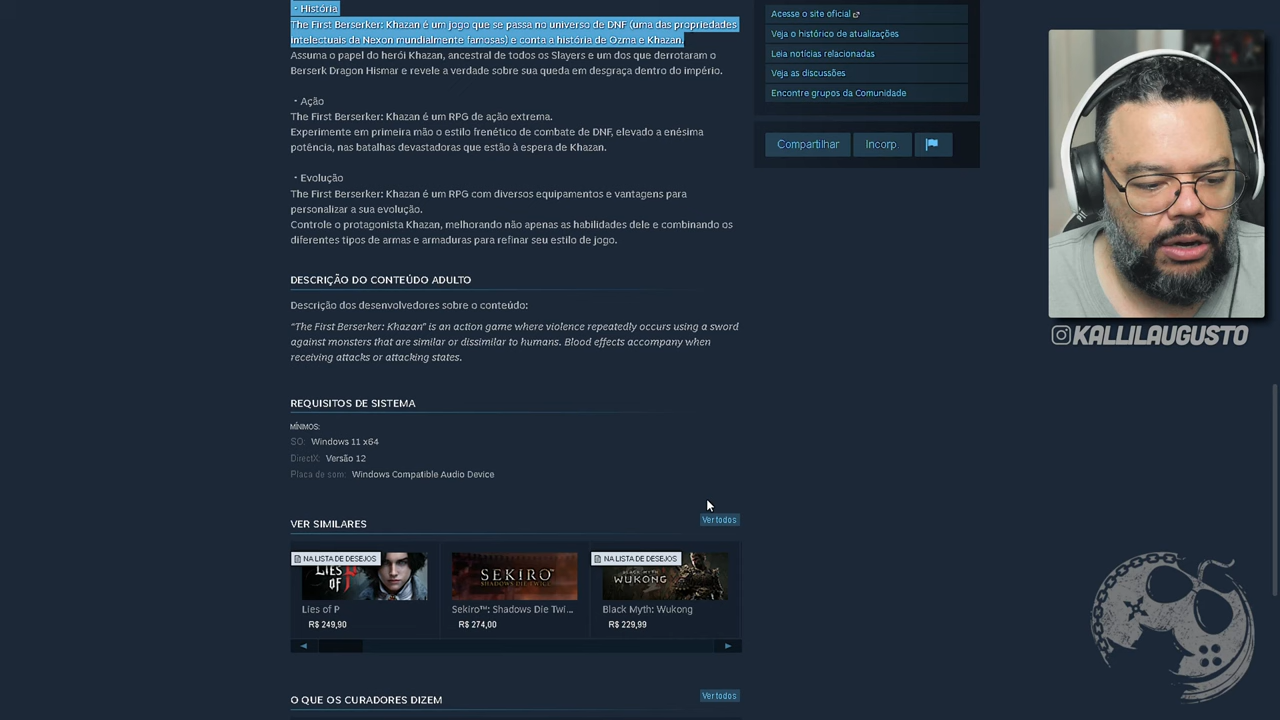 • História
The First Berserker: Khazan é um jogo que se passa no universo de DNF (uma das propriedades
intelectuais da Nexon mundialmente famosas) e conta a história de Ozma e Khazan.
Assuma o papel do herói Khazan, ancestral de todos os Slayers e um dos que derrotaram o
Berserk Dragon Hismar e revele a verdade sobre sua queda em desgraça dentro do império.
• Ação
The First Berserker: Khazan é um RPG de ação extrema.
Experimente em primeira mão o estilo frenético de combate de DNF, elevado a enésima
potência, nas batalhas devastadoras que estão à espera de Khazan.
• Evolução
The First Berserker: Khazan é um RPG com diversos equipamentos e vantagens para
personalizar a sua evolução.
Controle o protagonista Khazan, melhorando não apenas as habilidades dele e combinando os
diferentes tipos de armas e armaduras para refinar seu estilo de jogo.
DESCRIÇÃO DO CONTEÚDO ADULTO
Descrição dos desenvolvedores sobre o conteúdo:
“The First Berserker: Khazan” is an action game where violence repeatedly occurs using a sword
against monsters that are similar or dissimilar to humans. Blood effects accompany when
receiving attacks or attacking states.
REQUISITOS DE SISTEMA
MÍNIMOS:
SO: Windows 11 x64
DirectX: Versão 12
Placa de som: Windows Compatible Audio Device
VER SIMILARES
Ver todos
NA LISTA DE DESEJOS
LIES OF P
Lies of P
R$ 249,90
SEKIRO™
SHADOWS DIE TWICE
Sekiro™: Shadows Die Twi...
R$ 274,00
NA LISTA DE DESEJOS
BLACK MYTH
WUKONG
Black Myth: Wukong
R$ 229,99
O QUE OS CURADORES DIZEM
Ver todos
Acesse o site oficial
Veja o histórico de atualizações
Leia notícias relacionadas
Veja as discussões
Encontre grupos da Comunidade
Compartilhar
Incorp.
KALLILAUGUSTO